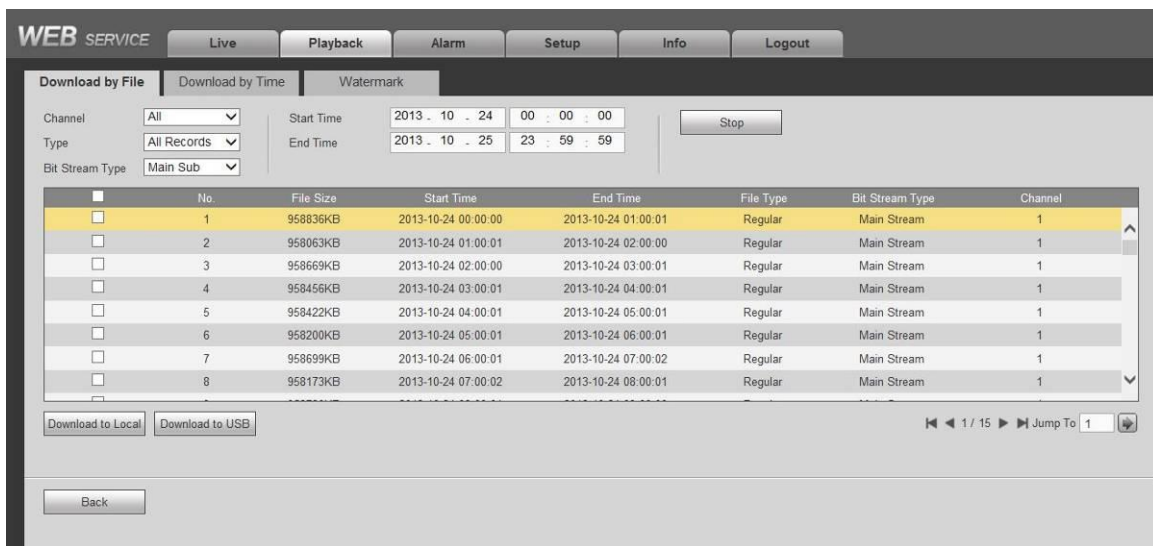 WEB SERVICE Live Playback Alarm Setup Info Logout
Download by File Download by Time Watermark
Channel All Start Time 2013 . 10 . 24 00 : 00 : 00 Stop
Type All Records End Time 2013 . 10 . 25 23 : 59 : 59
Bit Stream Type Main Sub
No. File Size Start Time End Time File Type Bit Stream Type Channel
1 958836KB 2013-10-24 00:00:00 2013-10-24 01:00:01 Regular Main Stream 1
2 958063KB 2013-10-24 01:00:01 2013-10-24 02:00:00 Regular Main Stream 1
3 958669KB 2013-10-24 02:00:00 2013-10-24 03:00:01 Regular Main Stream 1
4 958456KB 2013-10-24 03:00:01 2013-10-24 04:00:01 Regular Main Stream 1
5 958422KB 2013-10-24 04:00:01 2013-10-24 05:00:01 Regular Main Stream 1
6 958200KB 2013-10-24 05:00:01 2013-10-24 06:00:01 Regular Main Stream 1
7 958699KB 2013-10-24 06:00:01 2013-10-24 07:00:02 Regular Main Stream 1
8 958173KB 2013-10-24 07:00:02 2013-10-24 08:00:01 Regular Main Stream 1
Download to Local Download to USB 1 / 15 Jump To 1
Back